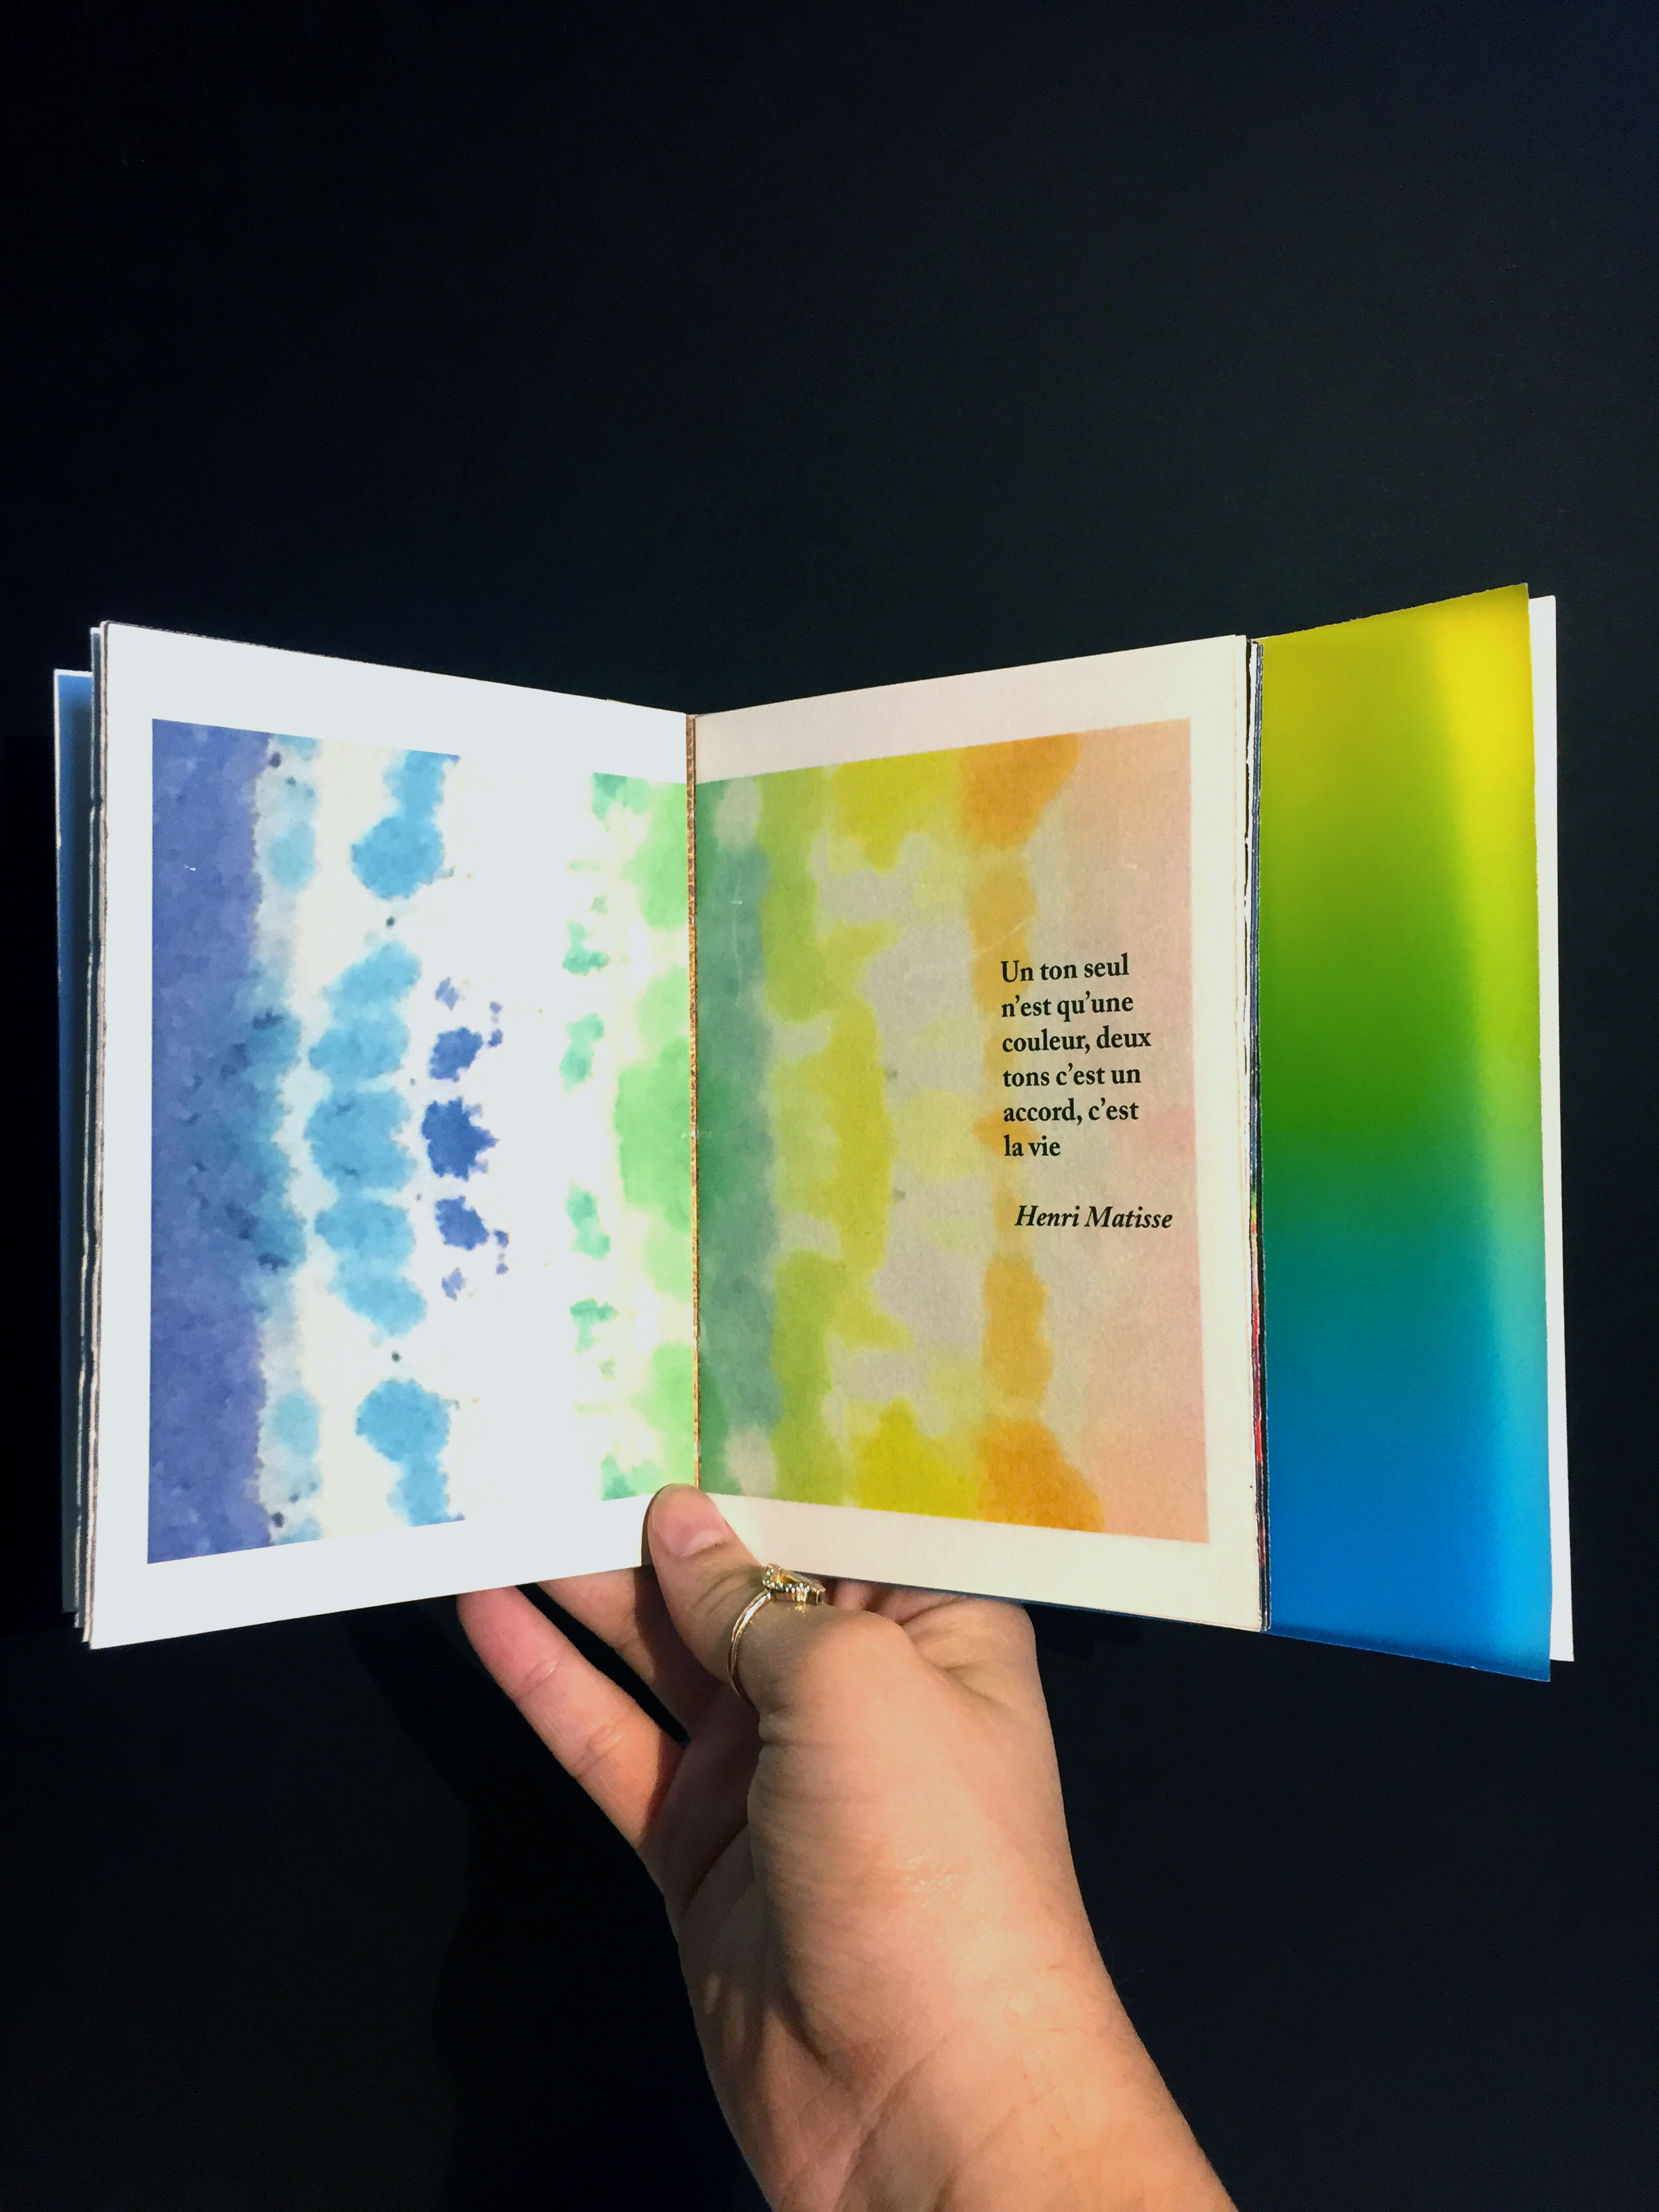 Un ton seul
n’est qu’une
couleur, deux
tons c’est un
accord, c’est
la vie
Henri Matisse